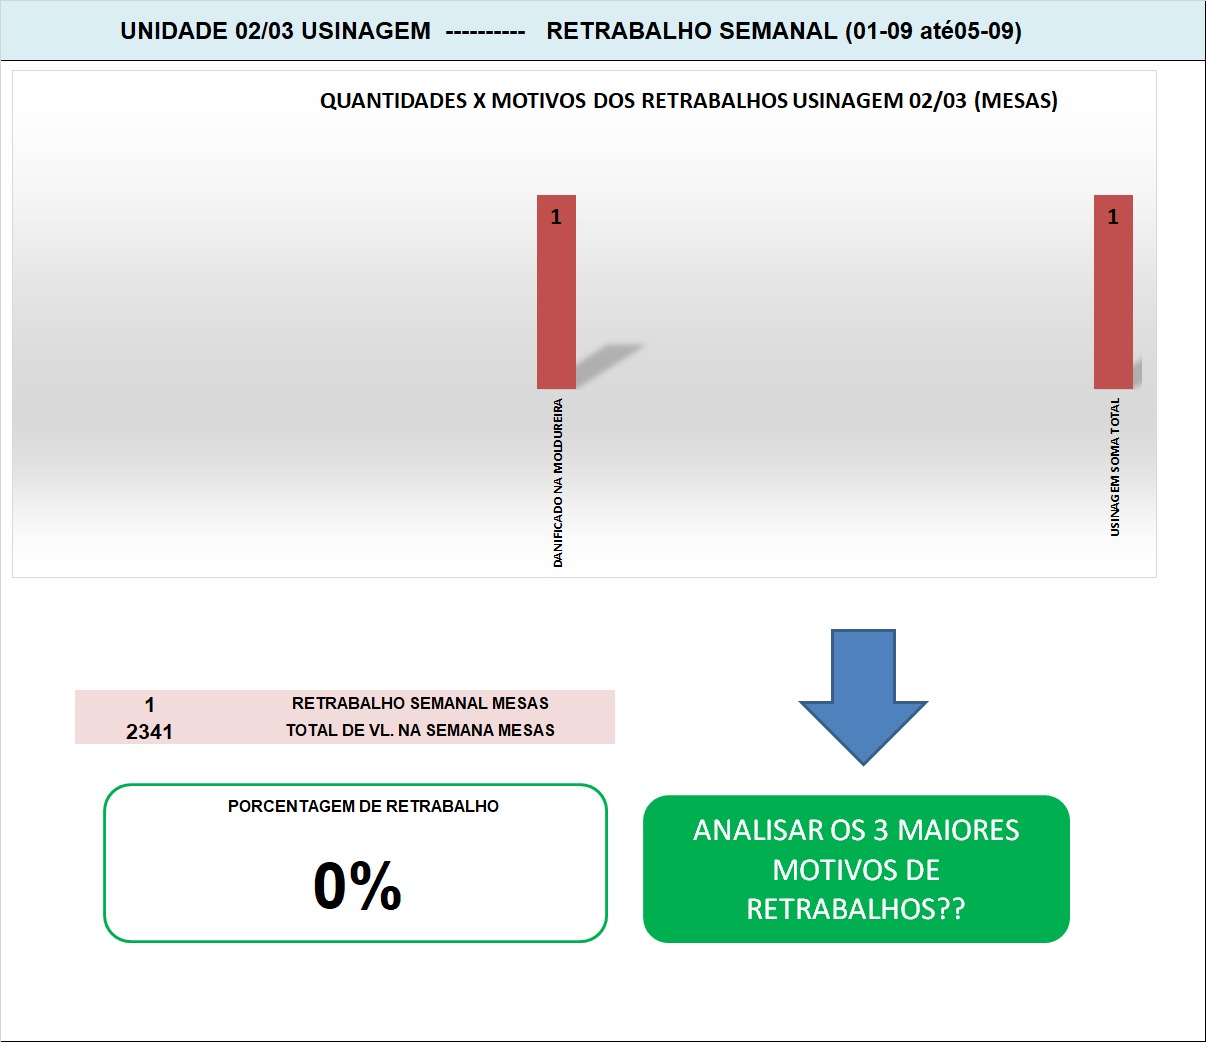 UNIDADE 02/03 USINAGEM ---------- RETRABALHO SEMANAL (01-09 até05-09)
QUANTIDADES X MOTIVOS DOS RETRABALHOS USINAGEM 02/03 (MESAS)
1
1
DANIFICADO NA MOLDUREIRA
USINAGEM SOMA TOTAL
1 RETRABALHO SEMANAL MESAS
2341 TOTAL DE VL. NA SEMANA MESAS
PORCENTAGEM DE RETRABALHO
0%
ANALISAR OS 3 MAIORES
MOTIVOS DE
RETRABALHOS??